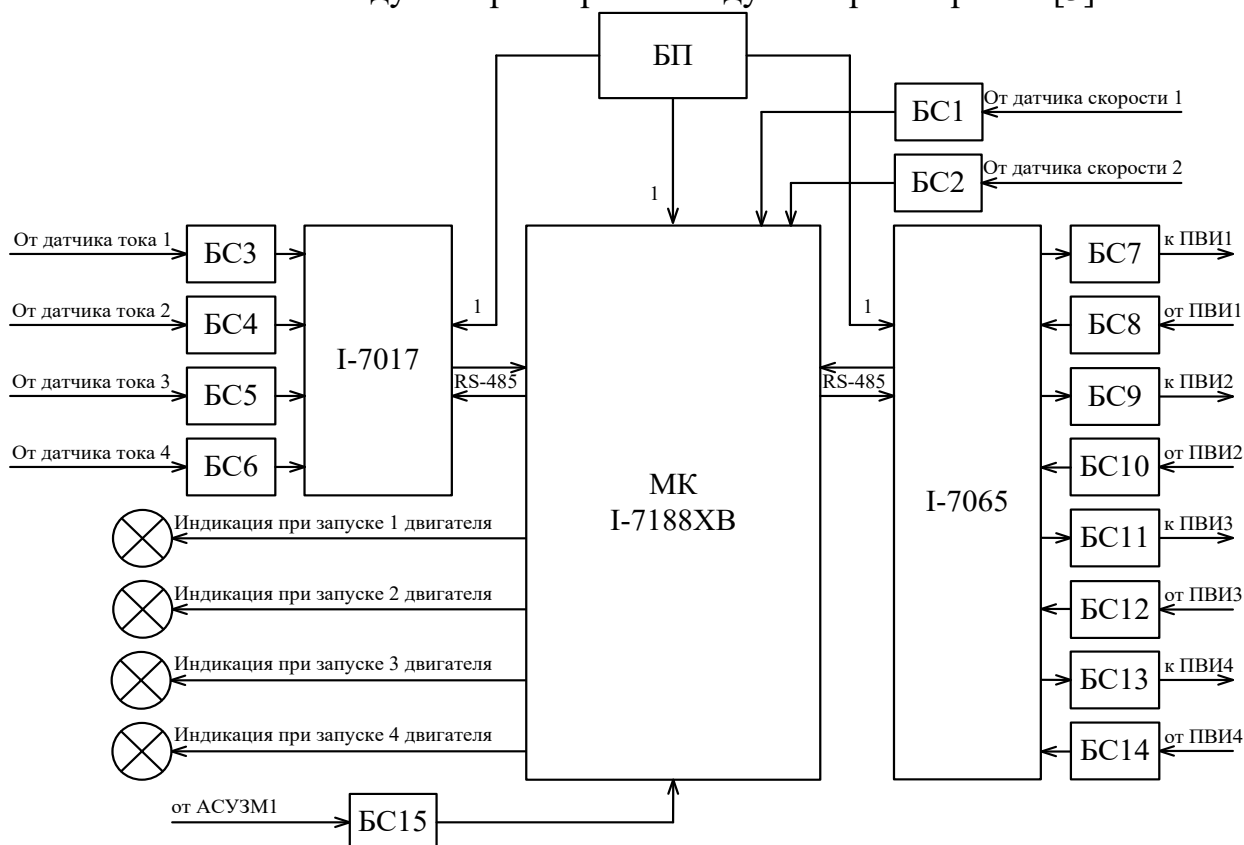 БП
От датчика скорости 1
БС1
От датчика скорости 2
БС2
1
От датчика тока 1
БС3
БС7
к ПВИ1
От датчика тока 2
БС4
1
1
БС8
от ПВИ1
I-7017
RS-485
RS-485
От датчика тока 3
БС5
БС9
к ПВИ2
От датчика тока 4
БС6
БС10
от ПВИ2
МК
I-7188XB
I-7065
Индикация при запуске 1 двигателя
БС11
к ПВИ3
Индикация при запуске 2 двигателя
БС12
от ПВИ3
Индикация при запуске 3 двигателя
БС13
к ПВИ4
Индикация при запуске 4 двигателя
БС14
от ПВИ4
от АСУЗМ1
БС15